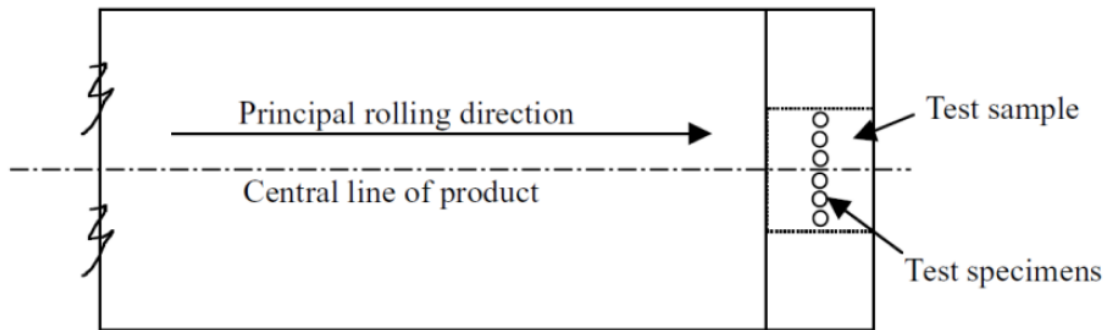 Principal rolling direction
Test sample
Central line of product
Test specimens